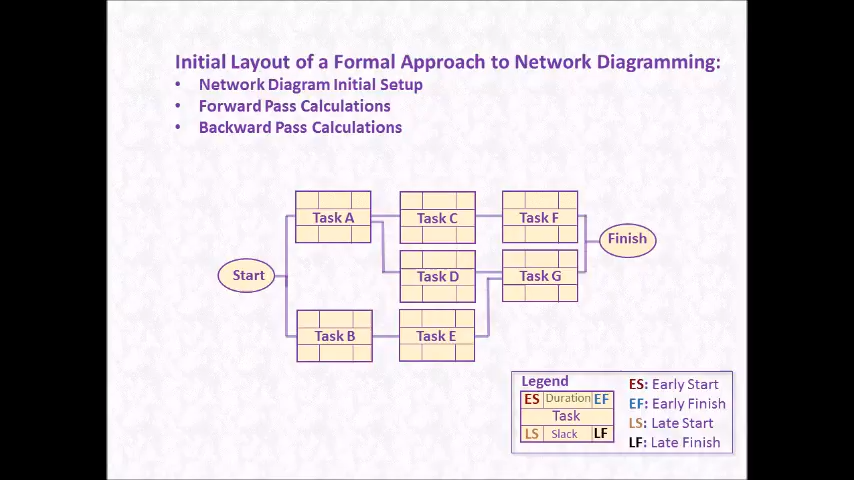 Initial Layout of a Formal Approach to Network Diagramming:
• Network Diagram Initial Setup
• Forward Pass Calculations
• Backward Pass Calculations
Task A
Task C
Task F
Finish
Start
Task D
Task G
Task B
Task E
Legend
ES Duration EF
Task
LS Slack LF
ES: Early Start
EF: Early Finish
LS: Late Start
LF: Late Finish